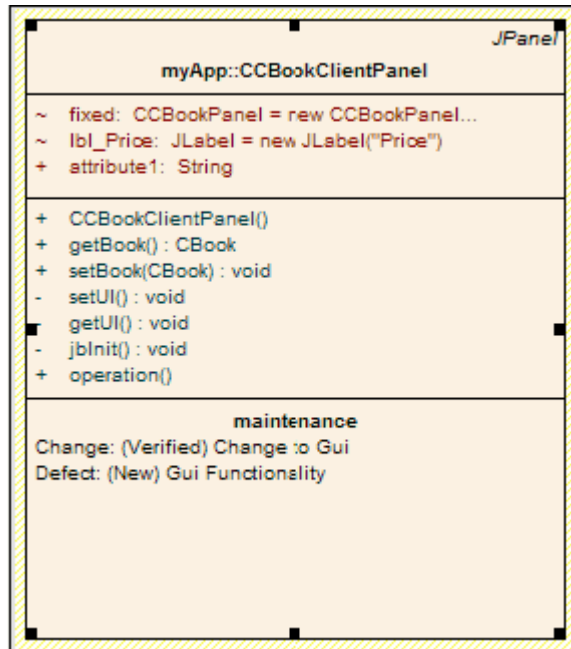 JPanel
myApp::CCBookClientPanel
~ fixed: CCBookPanel = new CCBookPanel...
~ lbl_Price: JLabel = new JLabel("Price")
+ attribute1: String
+ CCBookClientPanel()
+ getBook() : CBook
+ setBook(CBook) : void
- setUI() : void
- getUI() : void
- jbInit() : void
+ operation()
maintenance
Change: (Verified) Change to Gui
Defect: (New) Gui Functionality